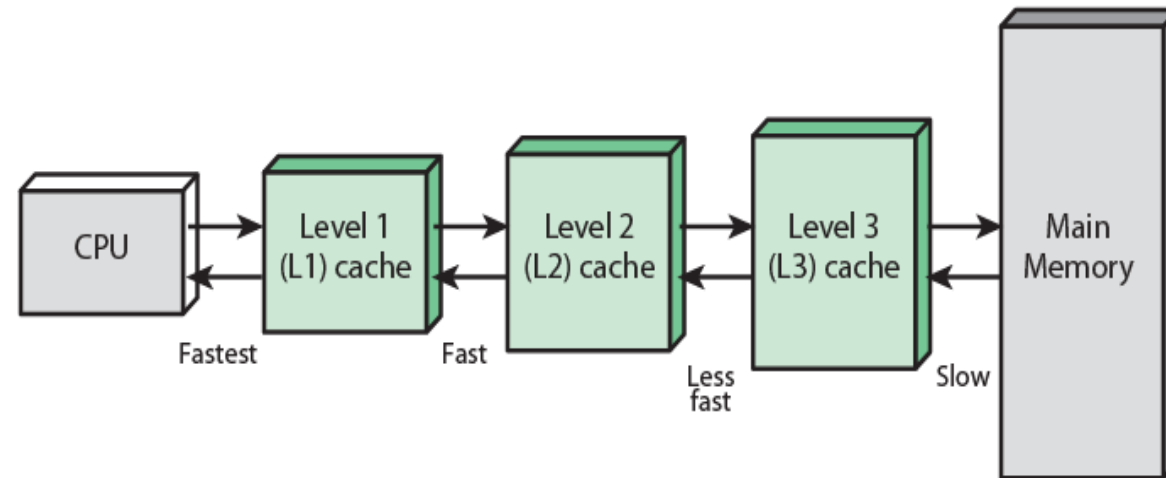 CPU
Level 1
(L1) cache
Level 2
(L2) cache
Level 3
(L3) cache
Main
Memory
Fastest
Fast
Less
fast
Slow